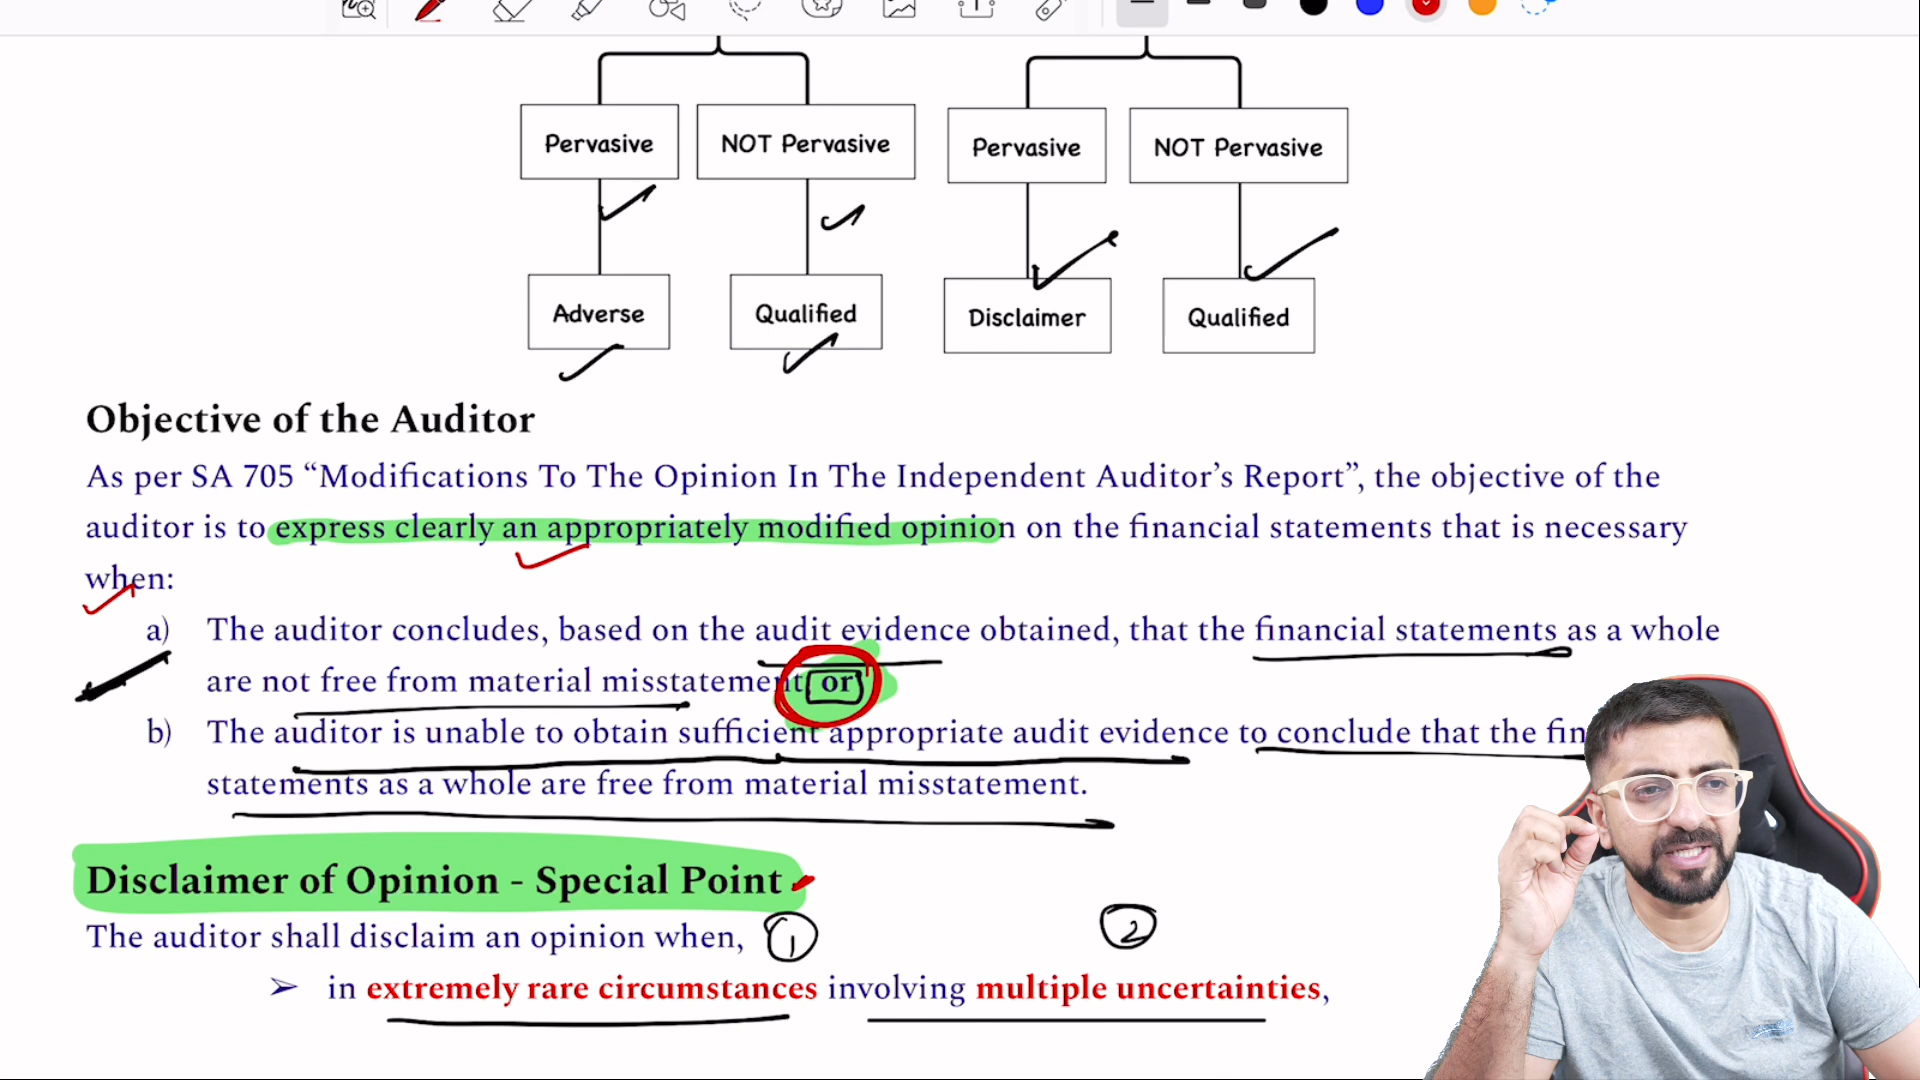 Pervasive
NOT Pervasive
Pervasive
NOT Pervasive
Adverse
Qualified
Disclaimer
Qualified
Objective of the Auditor
As per SA 705 “Modifications To The Opinion In The Independent Auditor’s Report”, the objective of the
auditor is to express clearly an appropriately modified opinion on the financial statements that is necessary
when:
a) The auditor concludes, based on the audit evidence obtained, that the financial statements as a whole
are not free from material misstatement or
b) The auditor is unable to obtain sufficient appropriate audit evidence to conclude that the fin
statements as a whole are free from material misstatement.
Disclaimer of Opinion - Special Point
The auditor shall disclaim an opinion when, 1 2
➢ in extremely rare circumstances involving multiple uncertainties,